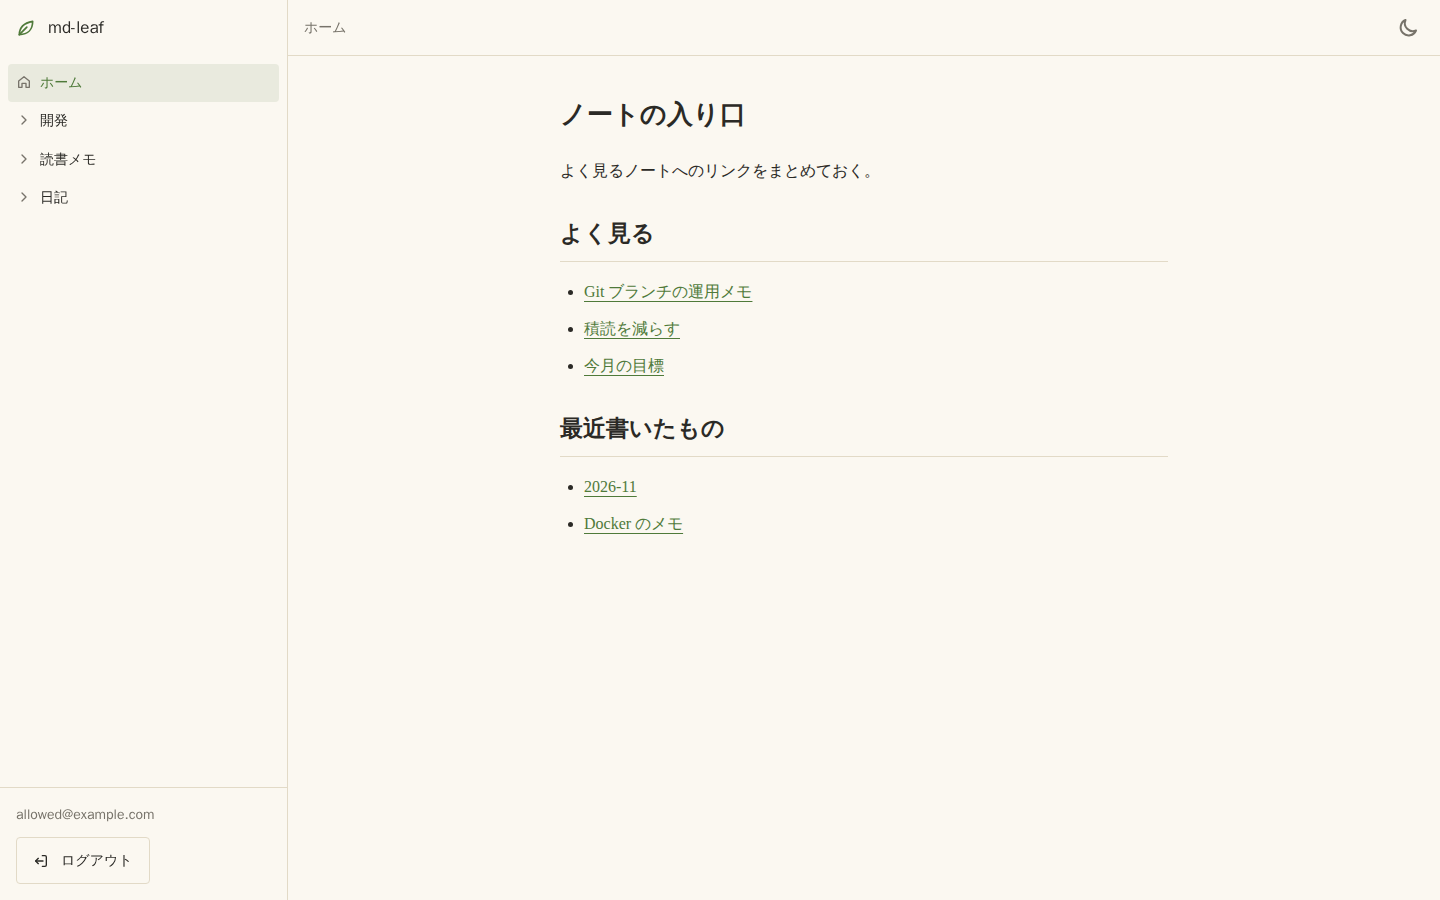 md-leaf
ホーム
開発
読書メモ
日記
allowed@example.com
ログアウト
ホーム
ノートの入り口
よく見るノートへのリンクをまとめておく。
よく見る
Git ブランチの運用メモ
積読を減らす
今月の目標
最近書いたもの
2026-11
Docker のメモ